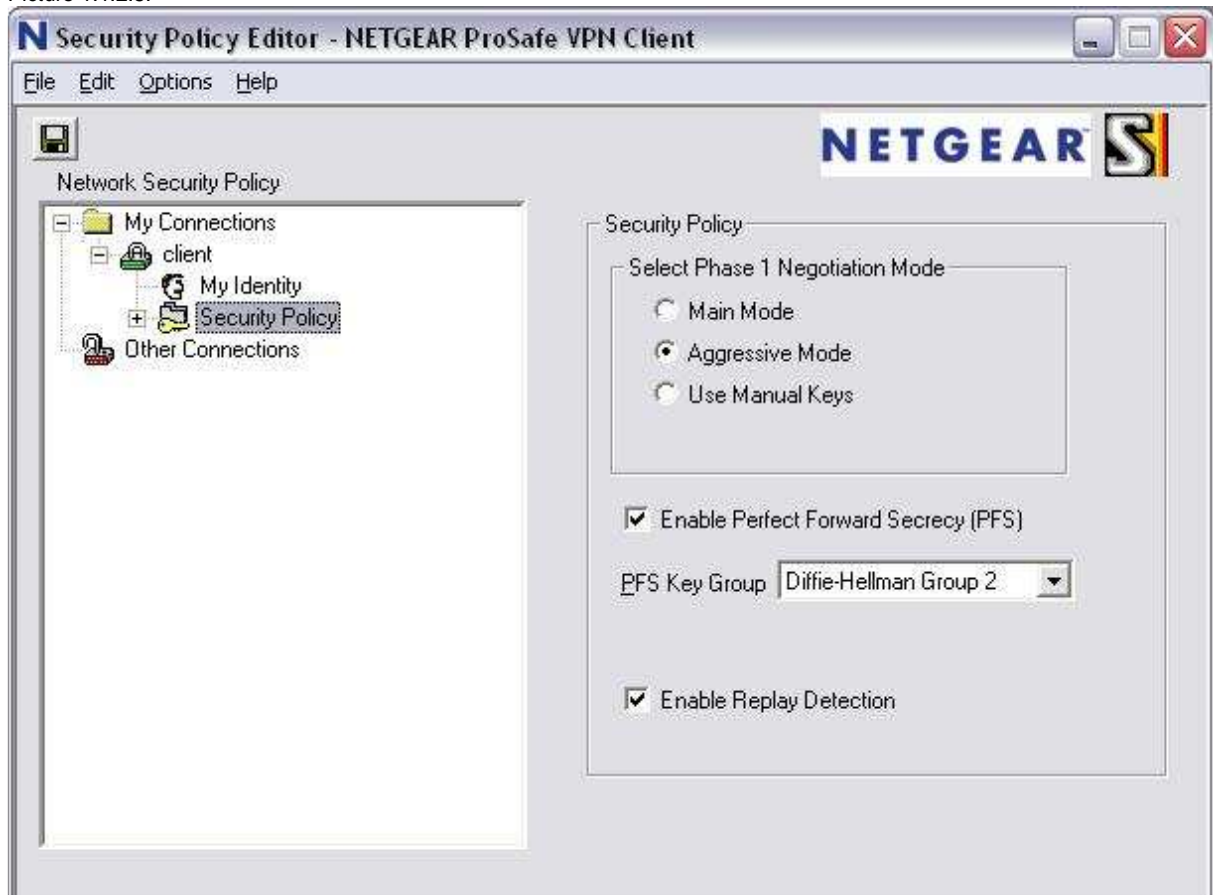 Security Policy Editor - NETGEAR ProSafe VPN Client
File Edit Options Help
NETGEAR S
Network Security Policy
My Connections
client
My Identity
Security Policy
Other Connections
Security Policy
Select Phase 1 Negotiation Mode
Main Mode
Aggressive Mode
Use Manual Keys
Enable Perfect Forward Secrecy (PFS)
PFS Key Group Diffie-Hellman Group 2
Enable Replay Detection